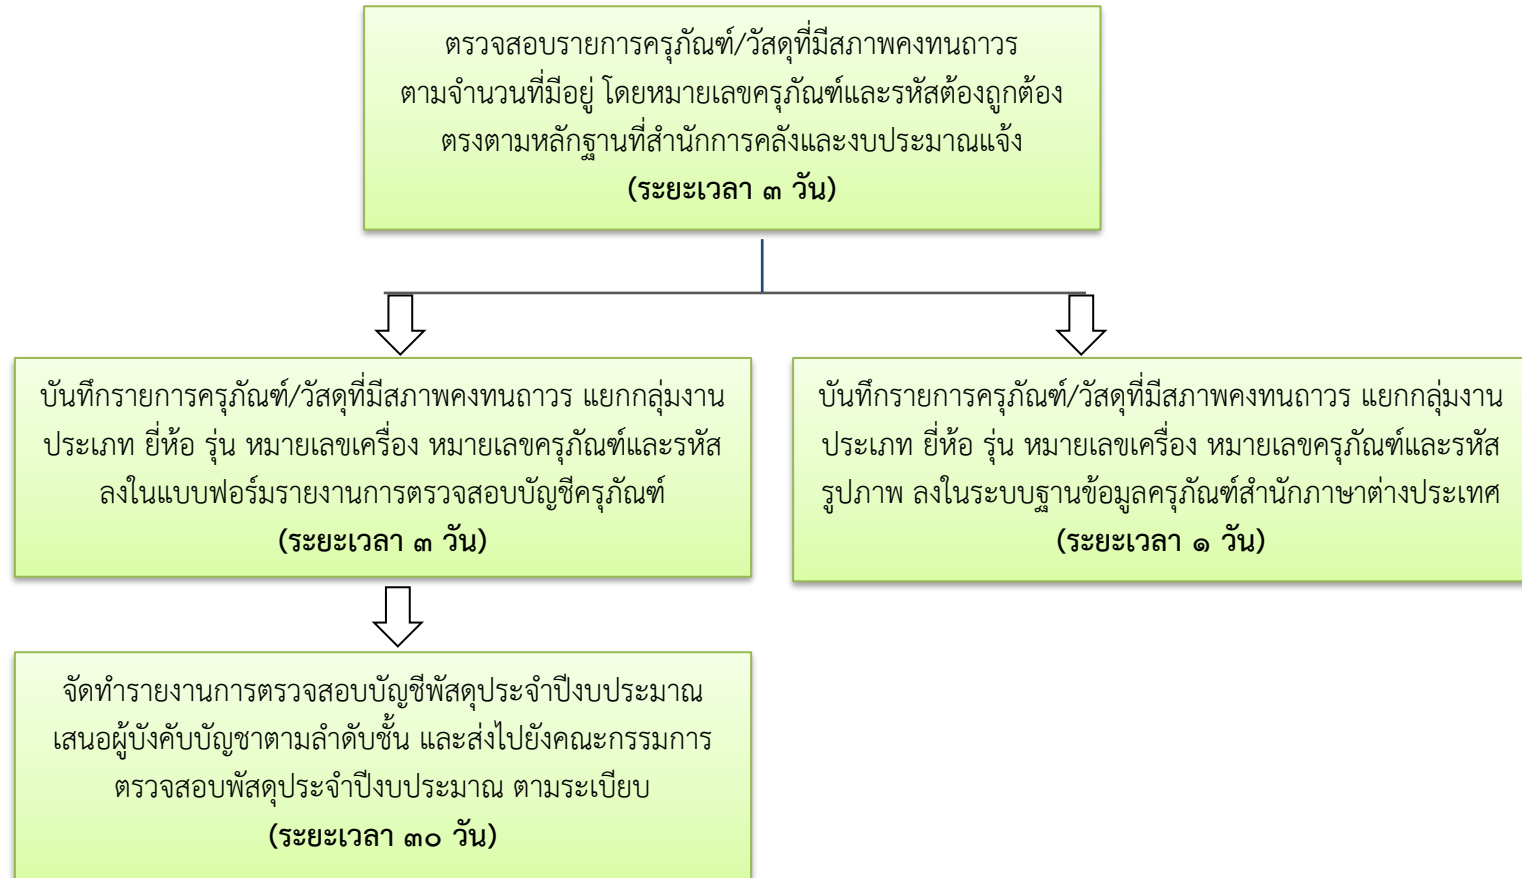 ตรวจสอบรายการครุภัณฑ์/วัสดุที่มีสภาพคงทนถาวร
ตามจำนวนที่มีอยู่ โดยหมายเลขครุภัณฑ์และรหัสต้องถูกต้อง
ตรงตามหลักฐานที่สำนักการคลังและงบประมาณแจ้ง
(ระยะเวลา ๓ วัน)
บันทึกรายการครุภัณฑ์/วัสดุที่มีสภาพคงทนถาวร แยกกลุ่มงาน
ประเภท ยี่ห้อ รุ่น หมายเลขเครื่อง หมายเลขครุภัณฑ์และรหัส
ลงในแบบฟอร์มรายงานการตรวจสอบบัญชีครุภัณฑ์
(ระยะเวลา ๓ วัน)
บันทึกรายการครุภัณฑ์/วัสดุที่มีสภาพคงทนถาวร แยกกลุ่มงาน
ประเภท ยี่ห้อ รุ่น หมายเลขเครื่อง หมายเลขครุภัณฑ์และรหัส
รูปภาพ ลงในระบบฐานข้อมูลครุภัณฑ์สำนักภาษาต่างประเทศ
(ระยะเวลา ๑ วัน)
จัดทำรายงานการตรวจสอบบัญชีพัสดุประจำปีงบประมาณ
เสนอผู้บังคับบัญชาตามลำดับชั้น และส่งไปยังคณะกรรมการ
ตรวจสอบพัสดุประจำปีงบประมาณ ตามระเบียบ
(ระยะเวลา ๓๐ วัน)